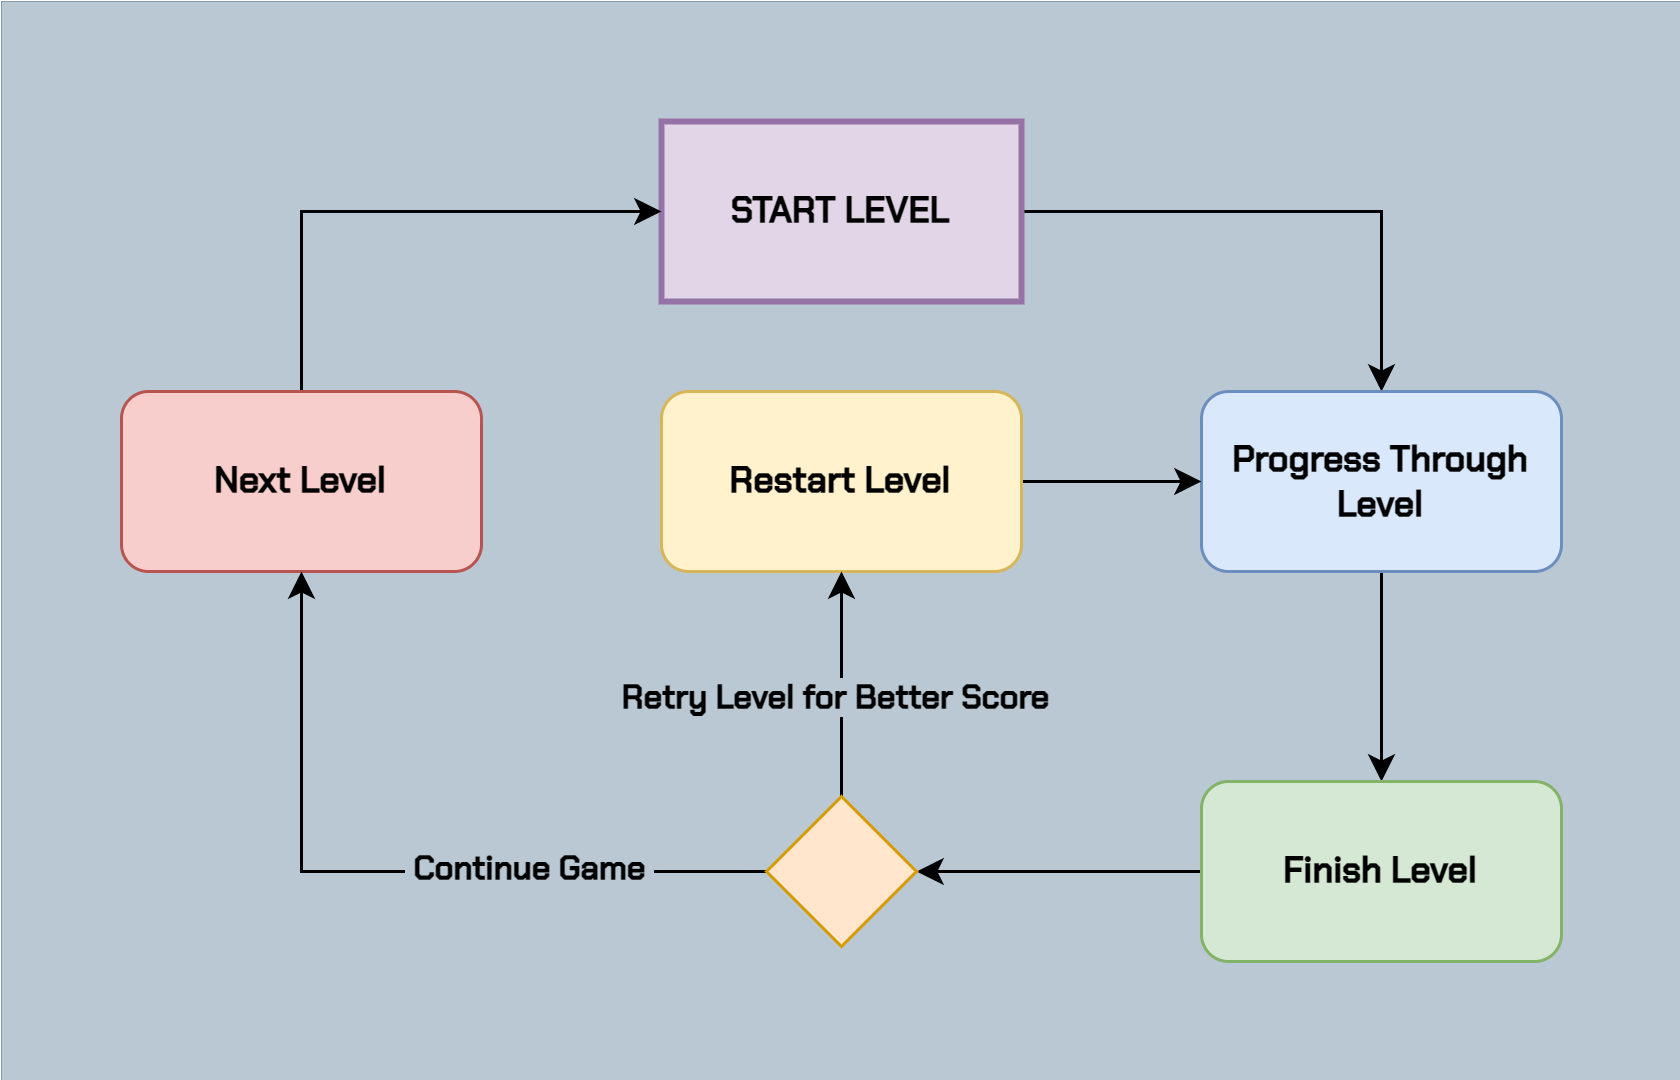 START LEVEL
Next Level
Restart Level
Progress Through
Level
Retry Level for Better Score
Continue Game
Finish Level